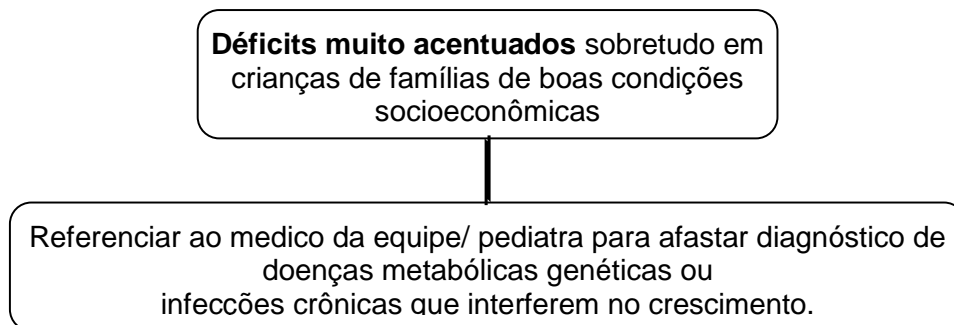 Déficits muito acentuados sobretudo em
crianças de famílias de boas condições
socioeconômicas
Referenciar ao medico da equipe/ pediatra para afastar diagnóstico de
doenças metabólicas genéticas ou
infecções crônicas que interferem no crescimento.